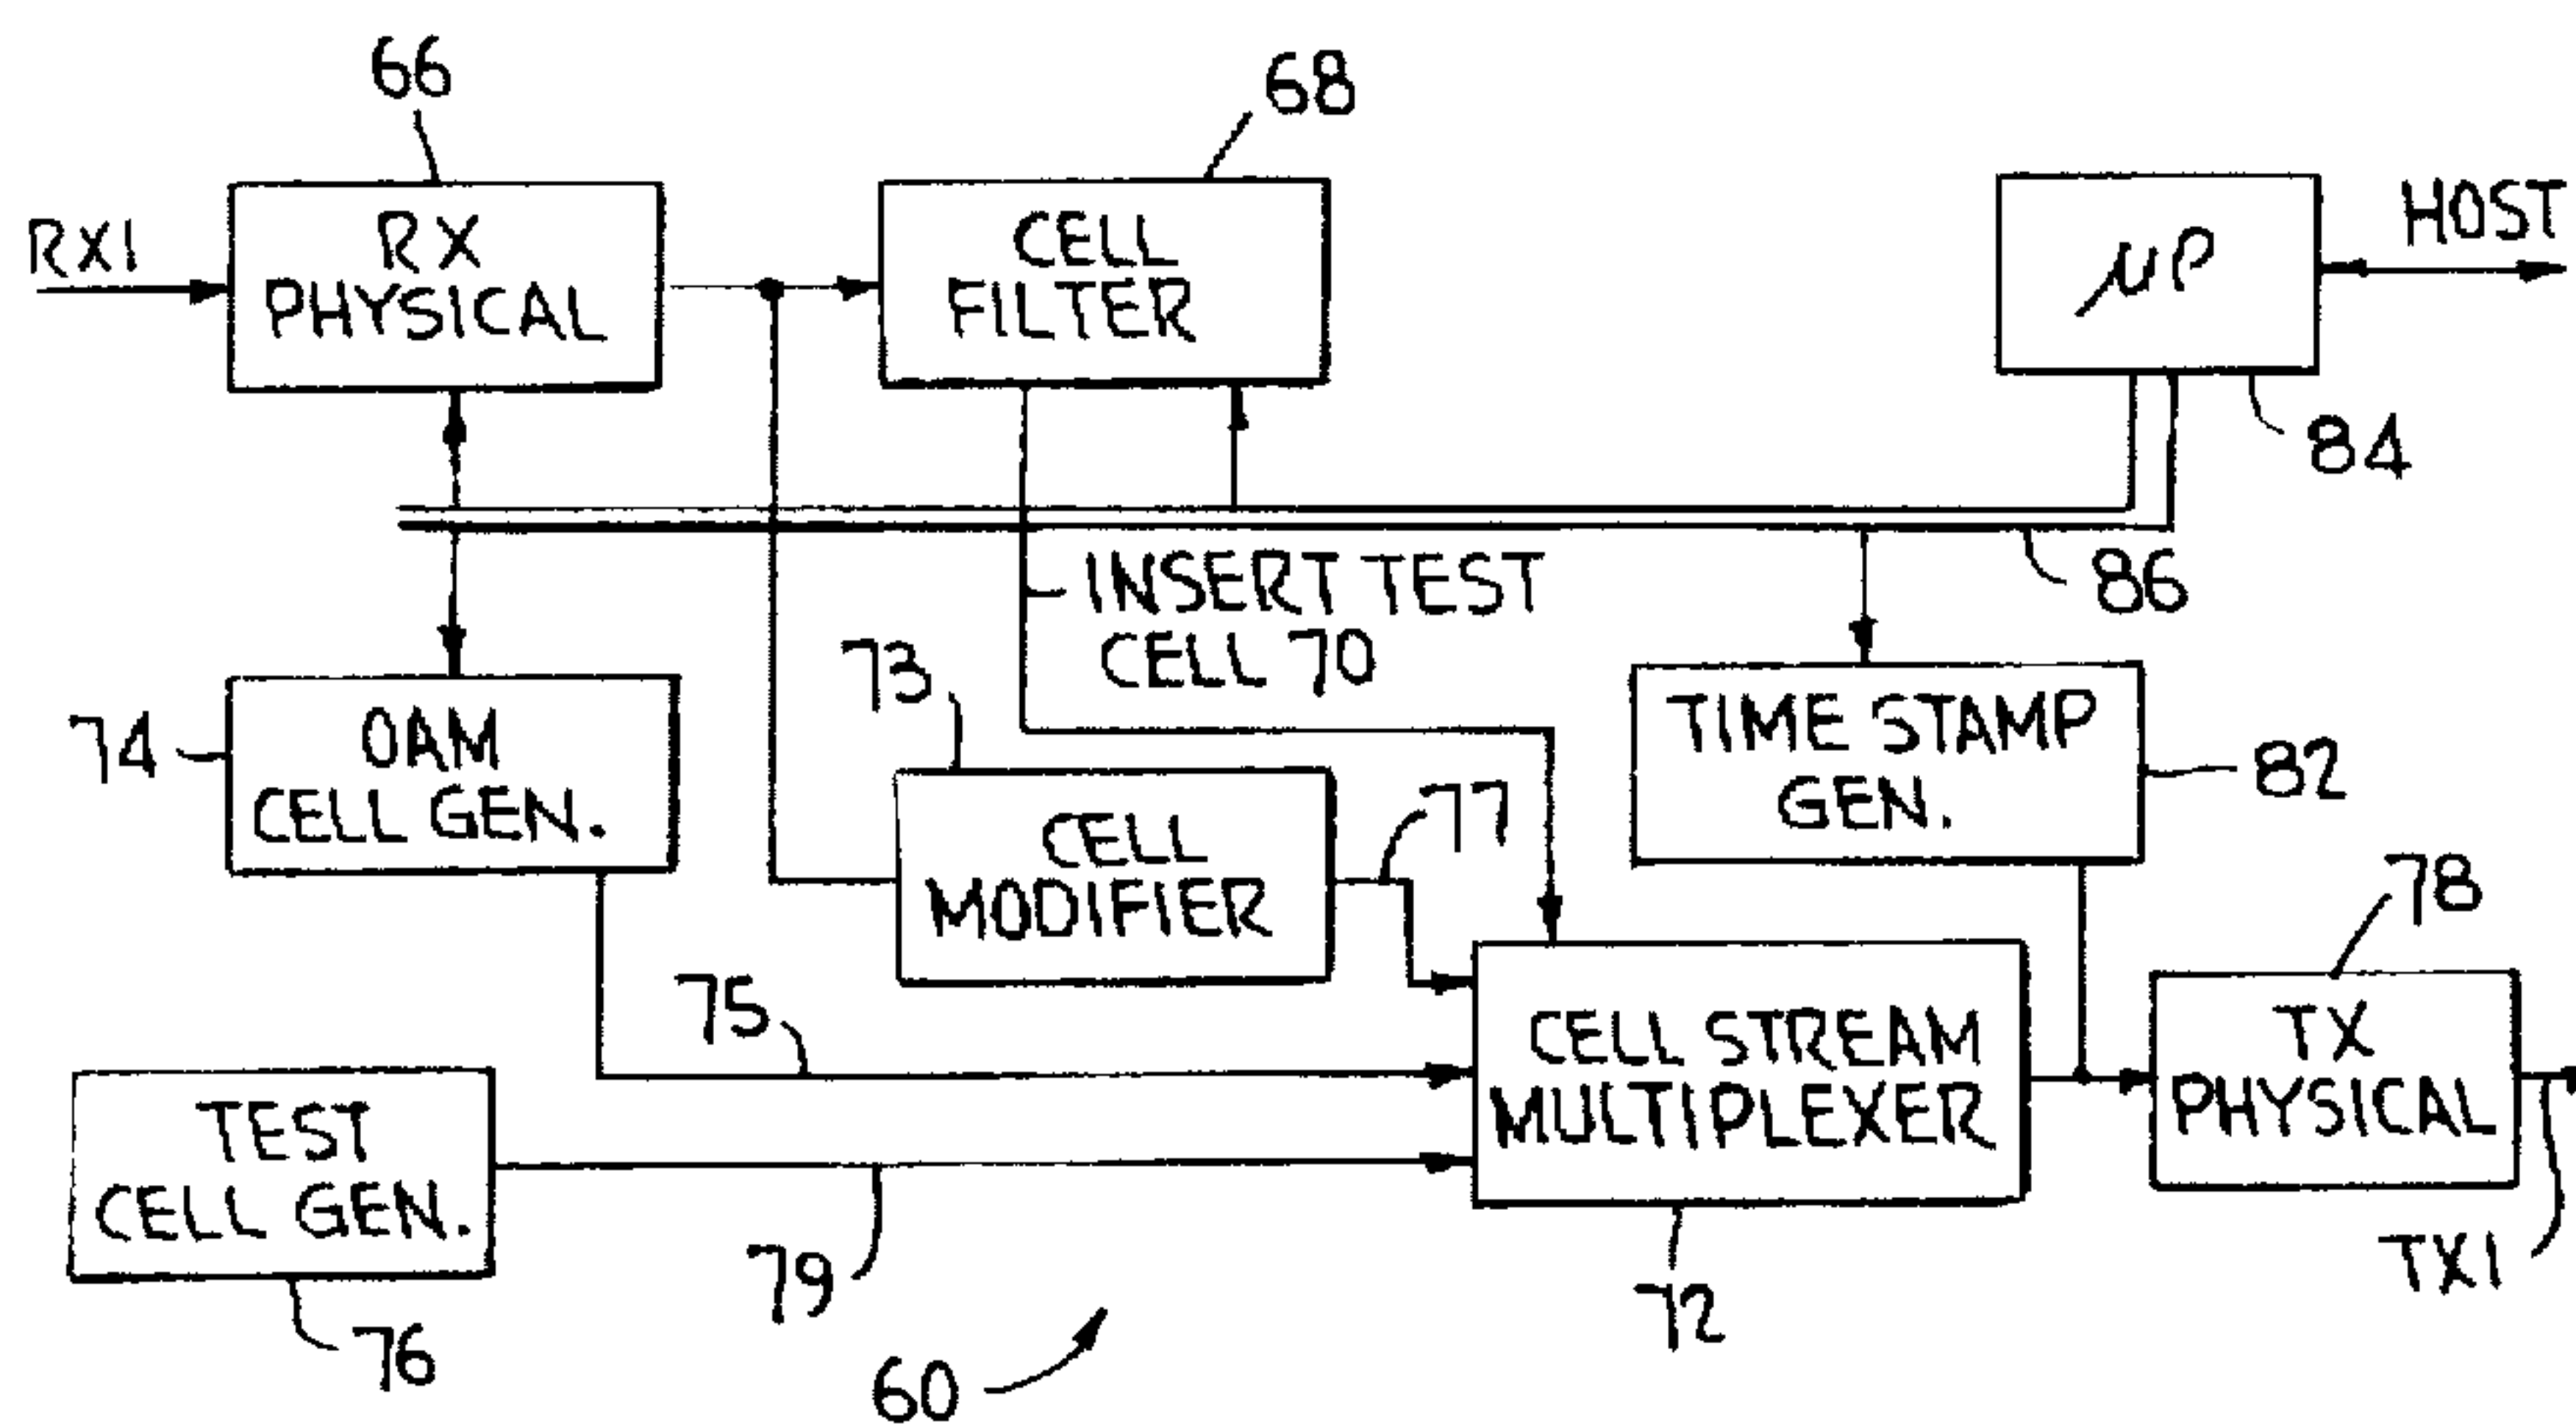 66
68
RX1
RX
PHYSICAL
CELL
FILTER
μP
HOST
84
86
INSERT TEST
CELL 70
73
74
OAM
CELL GEN.
TIME STAMP
GEN.
82
77
CELL
MODIFIER
78
75
CELL STREAM
MULTIPLEXER
TX
PHYSICAL
TEST
CELL GEN.
79
72
TX1
76
60